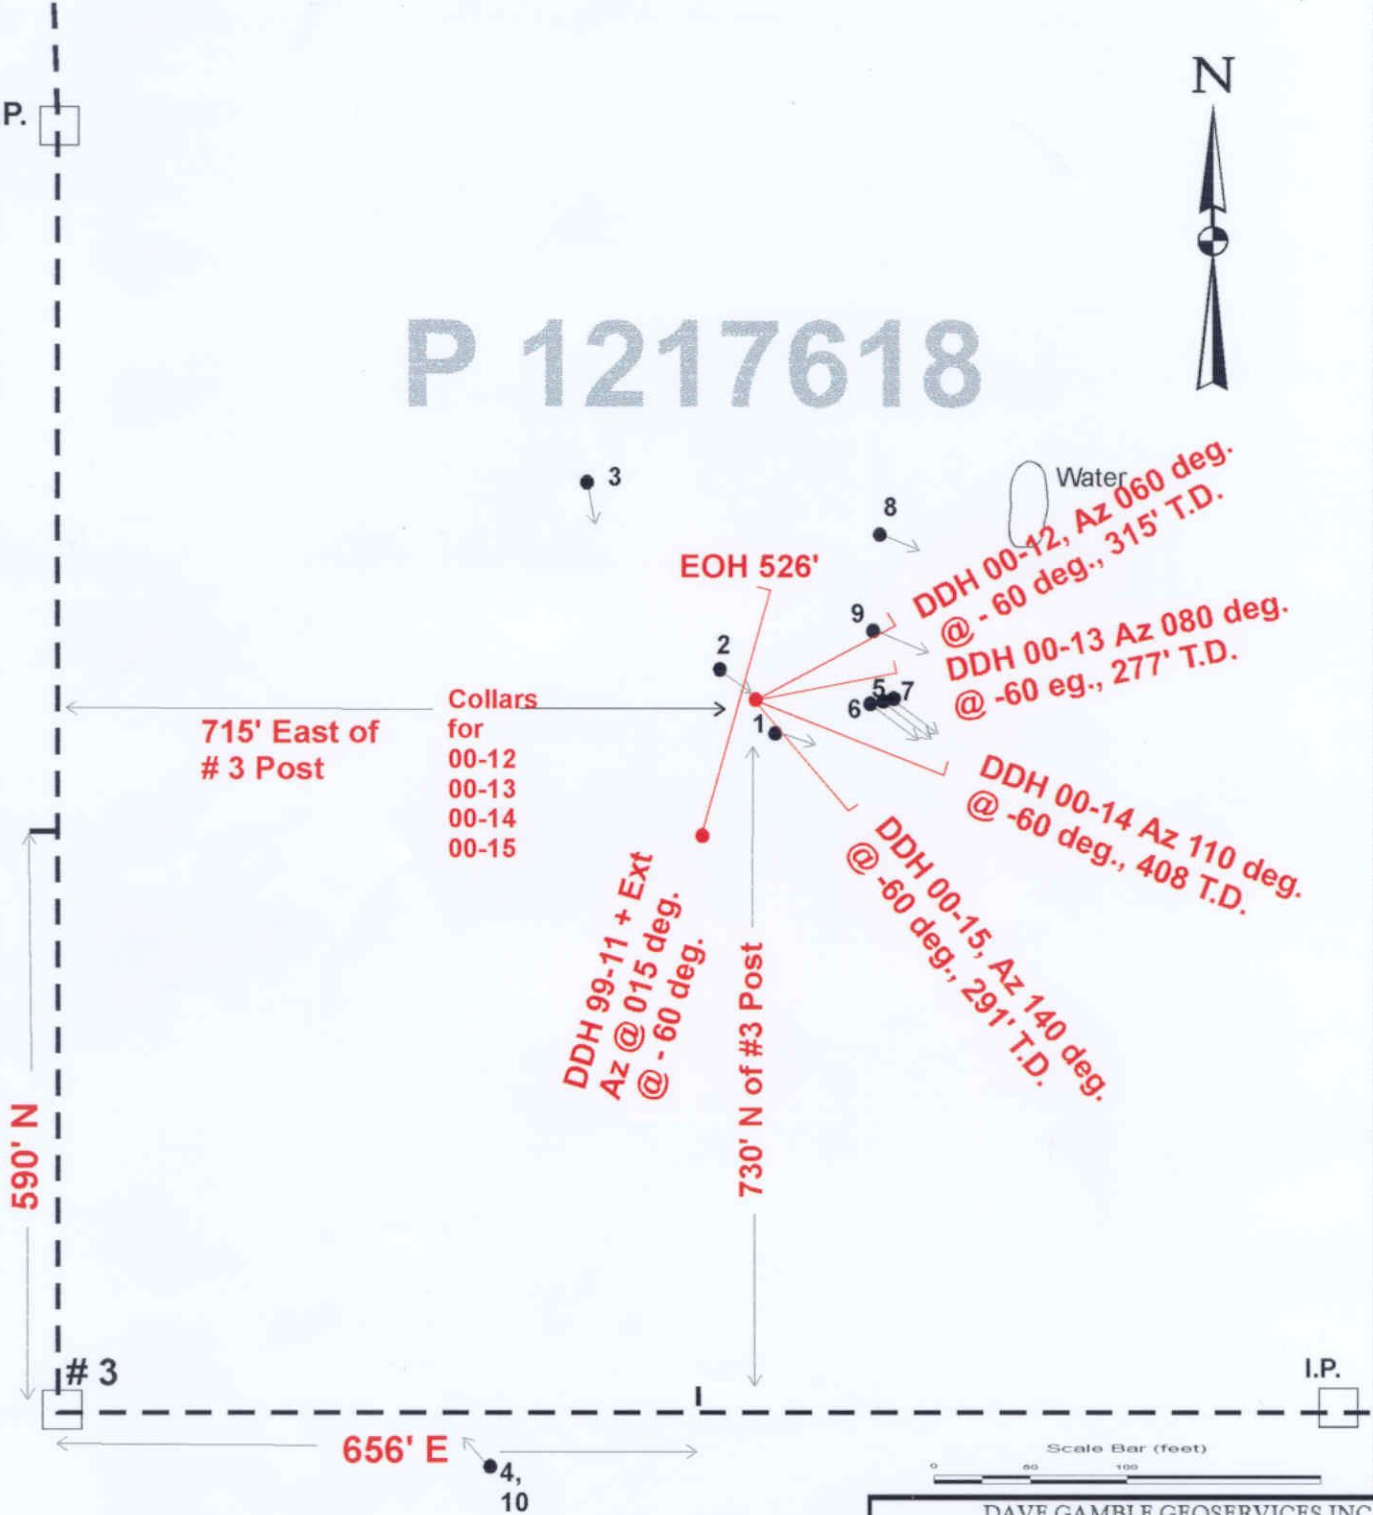 N
P.
P 1217618
3
Water
8
EOH 526'
DDH 00-12, Az 060 deg.
@ - 60 deg., 315' T.D.
9
DDH 00-13 Az 080 deg.
@ -60 eg., 277' T.D.
2
5
7
6
1
Collars
for
00-12
00-13
00-14
00-15
715' East of
# 3 Post
DDH 00-14 Az 110 deg.
@ -60 deg., 408 T.D.
DDH 00-15, Az 140 deg.
@ -60 deg., 291' T.D.
DDH 99-11 + Ext
Az @ 015 deg.
@ - 60 deg.
730' N of #3 Post
590' N
# 3
I.P.
656' E
4,
10
Scale Bar (feet)
0 50 100
DAVE GAMBLE GEOSERVICES INC